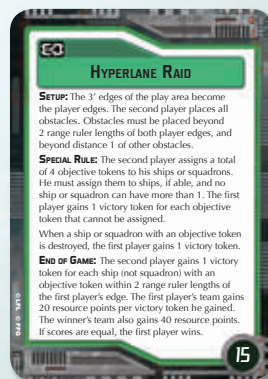 HYPERLANE RAID
SETUP: The 3' edges of the play area become
the player edges. The second player places all
obstacles. Obstacles must be placed beyond
2 range ruler lengths of both player edges, and
beyond distance 1 of other obstacles.
SPECIAL RULE: The second player assigns a total
of 4 objective tokens to his ships or squadrons.
He must assign them to ships, if able, and no
ship or squadron can have more than 1. The first
player gains 1 victory token for each objective
token that cannot be assigned.
When a ship or squadron with an objective token
is destroyed, the first player gains 1 victory token.
END OF GAME: The second player gains 1 victory
token for each ship (not squadron) with an
objective token within 2 range ruler lengths of
the first player's edge. The first player's team gains
20 resource points per victory token he gained.
The winner's team also gains 40 resource points.
If scores are equal, the first player wins.
© LFL © FFG
15